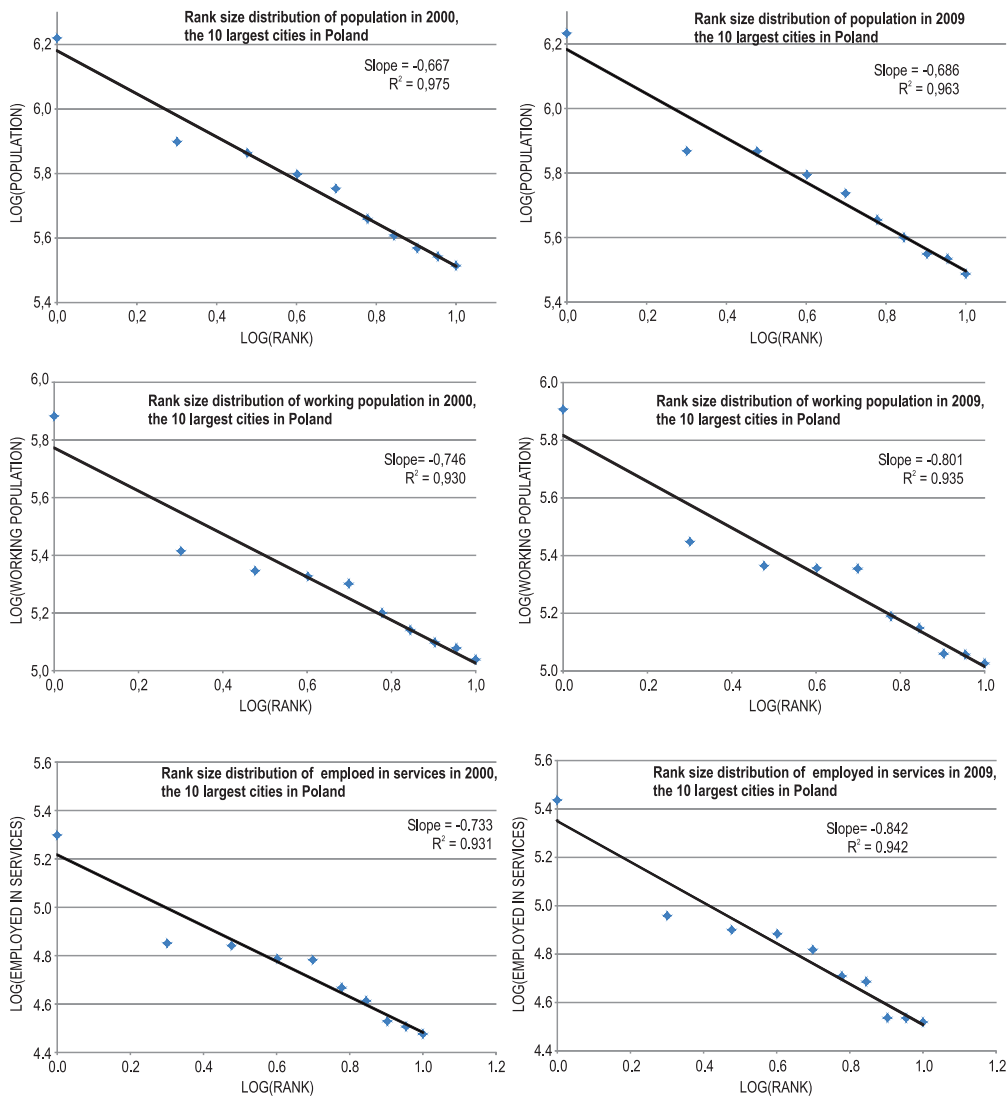 Rank size distribution of population in 2000,
the 10 largest cities in Poland
Slope = -0,667
R² = 0,975
LOG(POPULATION)
6,2
6,0
5,8
5,6
5,4
0,0
0,2
0,4
0,6
0,8
1,0
LOG(RANK)
Rank size distribution of population in 2009
the 10 largest cities in Poland
Slope = -0,686
R² = 0,963
LOG(POPULATION)
6,2
6,0
5,8
5,6
5,4
0,0
0,2
0,4
0,6
0,8
1,0
LOG(RANK)
Rank size distribution of working population in 2000,
the 10 largest cities in Poland
Slope= -0,746
R² = 0,930
LOG(WORKING POPULATION)
6.0
5.8
5.6
5.4
5.2
5.0
0,0
0,2
0,4
0,6
0,8
1.0
LOG(RANK)
Rank size distribution of working population in 2009,
the 10 largest cities in Poland
Slope = -0.801
R² = 0.935
LOG(WORKING POPULATION)
6.0
5.8
5.6
5.4
5.2
5.0
0.0
0.2
0.4
0.6
0.8
1.0
LOG(RANK)
Rank size distribution of emploed in services in 2000,
the 10 largest cities in Poland
Slope = -0.733
R² = 0.931
LOG(EMPLOYED IN SERVICES)
5.6
5.4
5.2
5.0
4.8
4.6
4.4
0.0
0.2
0.4
0.6
0.8
1.0
1.2
LOG(RANK)
Rank size distribution of employed in services in 2009,
the 10 largest cities in Poland
Slope= -0.842
R² = 0.942
LOG(EMPLOYED IN SERVICES)
5.6
5.4
5.2
5.0
4.8
4.6
4.4
0.0
0.2
0.4
0.6
0.8
1.0
1.2
LOG(RANK)